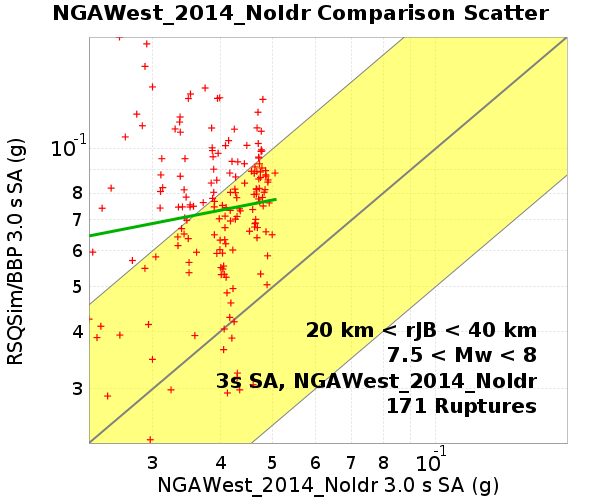 NGAWest_2014_NoIdr Comparison Scatter
RSQSim/BBP 3.0 s SA (g)
10-1
8
7
6
5
4
3
20 km < rJB < 40 km
7.5 < Mw < 8
3s SA, NGAWest_2014_NoIdr
171 Ruptures
3 4 5 6 7 8 10-1
NGAWest_2014_NoIdr 3.0 s SA (g)